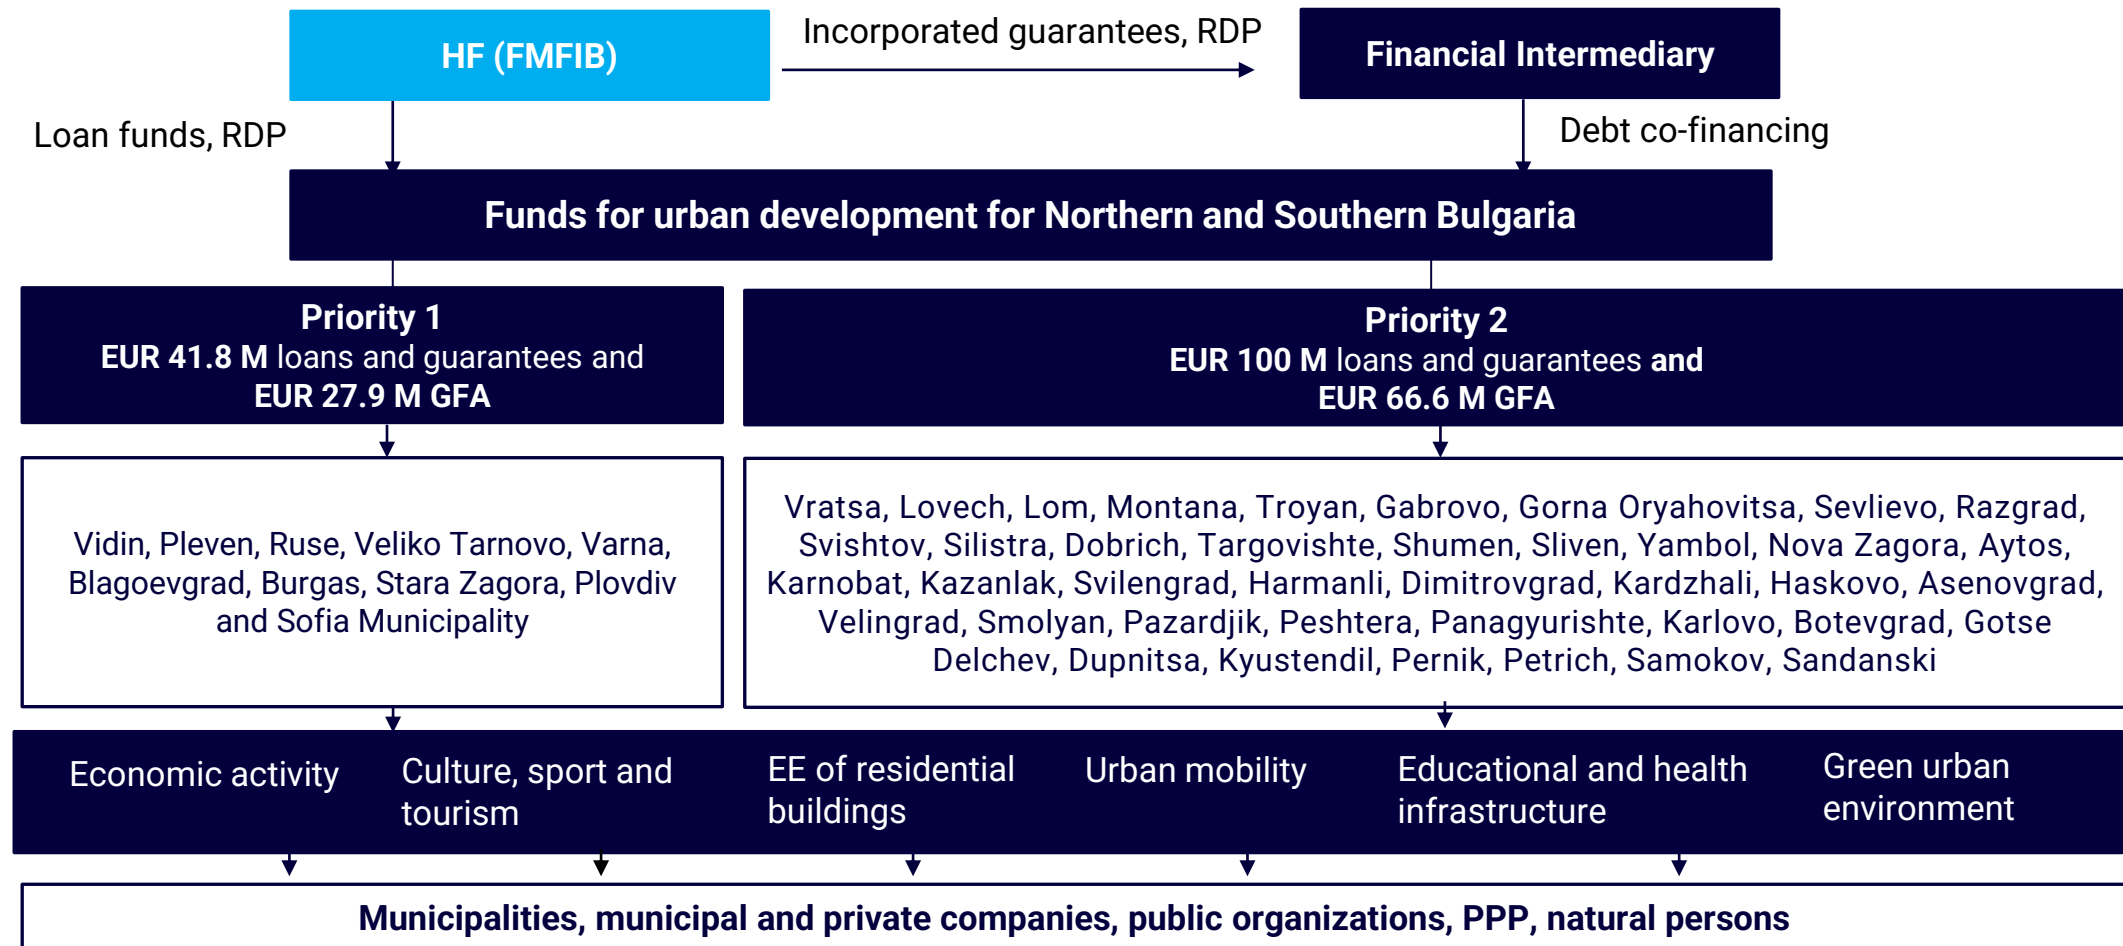 HF (FMFIB)
Incorporated guarantees, RDP
Financial Intermediary
Loan funds, RDP
Debt co-financing
Funds for urban development for Northern and Southern Bulgaria
Priority 1
EUR 41.8 M loans and guarantees and
EUR 27.9 M GFA
Priority 2
EUR 100 M loans and guarantees and
EUR 66.6 M GFA
Vidin, Pleven, Ruse, Veliko Tarnovo, Varna,
Blagoevgrad, Burgas, Stara Zagora, Plovdiv
and Sofia Municipality
Vratsa, Lovech, Lom, Montana, Troyan, Gabrovo, Gorna Oryahovitsa, Sevlievo, Razgrad,
Svishtov, Silistra, Dobrich, Targovishte, Shumen, Sliven, Yambol, Nova Zagora, Aytos,
Karnobat, Kazanlak, Svilengrad, Harmanli, Dimitrovgrad, Kardzhali, Haskovo, Asenovgrad,
Velingrad, Smolyan, Pazardjik, Peshtera, Panagyurishte, Karlovo, Botevgrad, Gotse
Delchev, Dupnitsa, Kyustendil, Pernik, Petrich, Samokov, Sandanski
Economic activity
Culture, sport and
tourism
EE of residential
buildings
Urban mobility
Educational and health
infrastructure
Green urban
environment
Municipalities, municipal and private companies, public organizations, PPP, natural persons